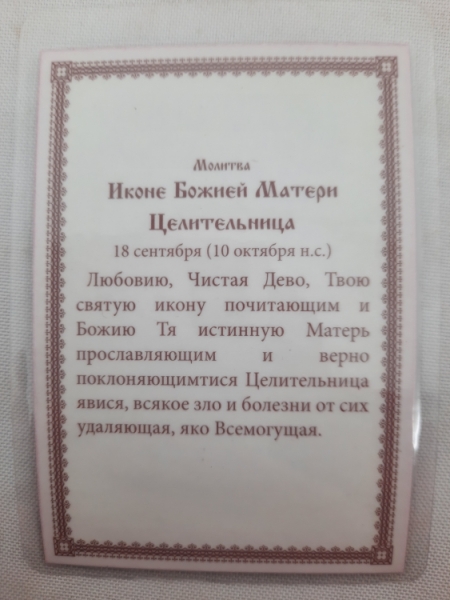 Молитва
Иконе Божией Матери
Целительница
18 сентября (10 октября н.с.)
Любовию, Чистая Дево, Твою
святую икону почитающим и
Божию Тя истинную Матерь
прославляющим и верно
поклоняющимтися Целительница
явися, всякое зло и болезни от сих
удаляющая, яко Всемогущая.